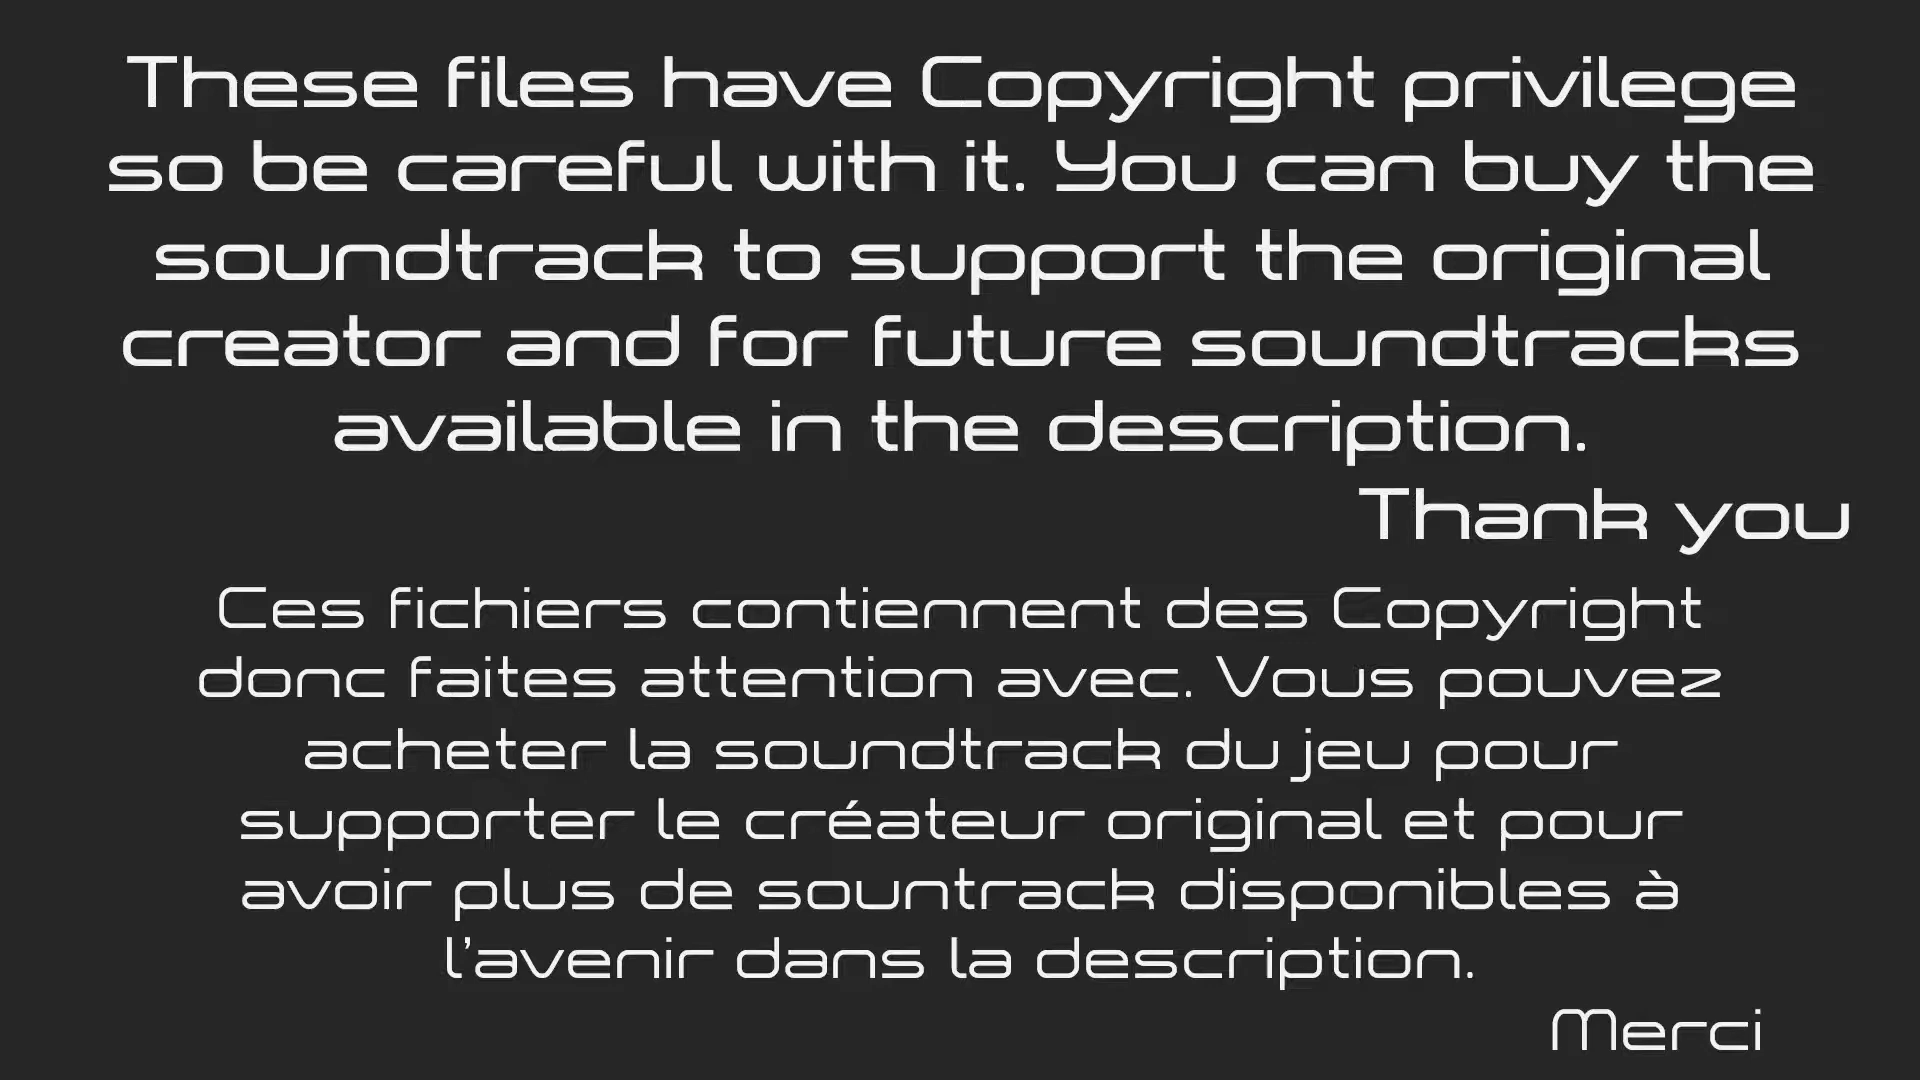 These files have Copyright privilege
so be careful with it. You can buy the
soundtrack to support the original
creator and for future soundtracks
available in the description.
Thank you
Ces fichiers contiennent des Copyright
donc faites attention avec. Vous pouvez
acheter la soundtrack du jeu pour
supporter le créateur original et pour
avoir plus de sountrack disponibles à
l'avenir dans la description.
Merci